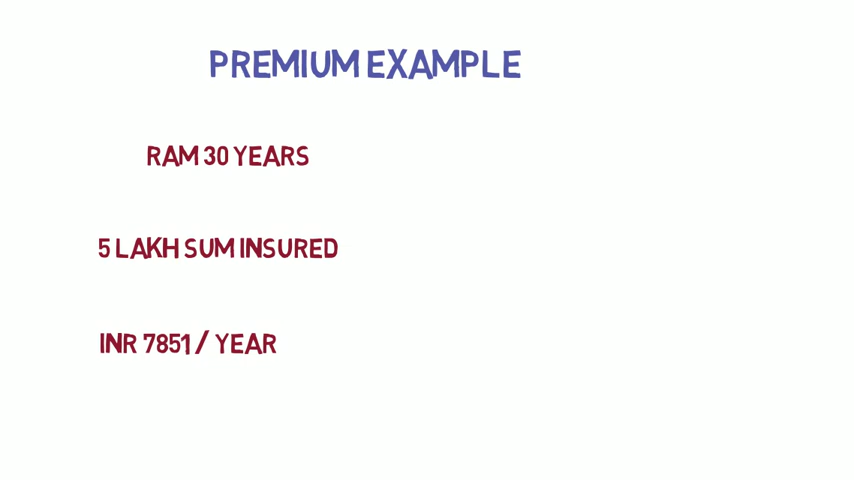 PREMIUM EXAMPLE
RAM 30 YEARS
5 LAKH SUM INSURED
INR 7851 / YEAR